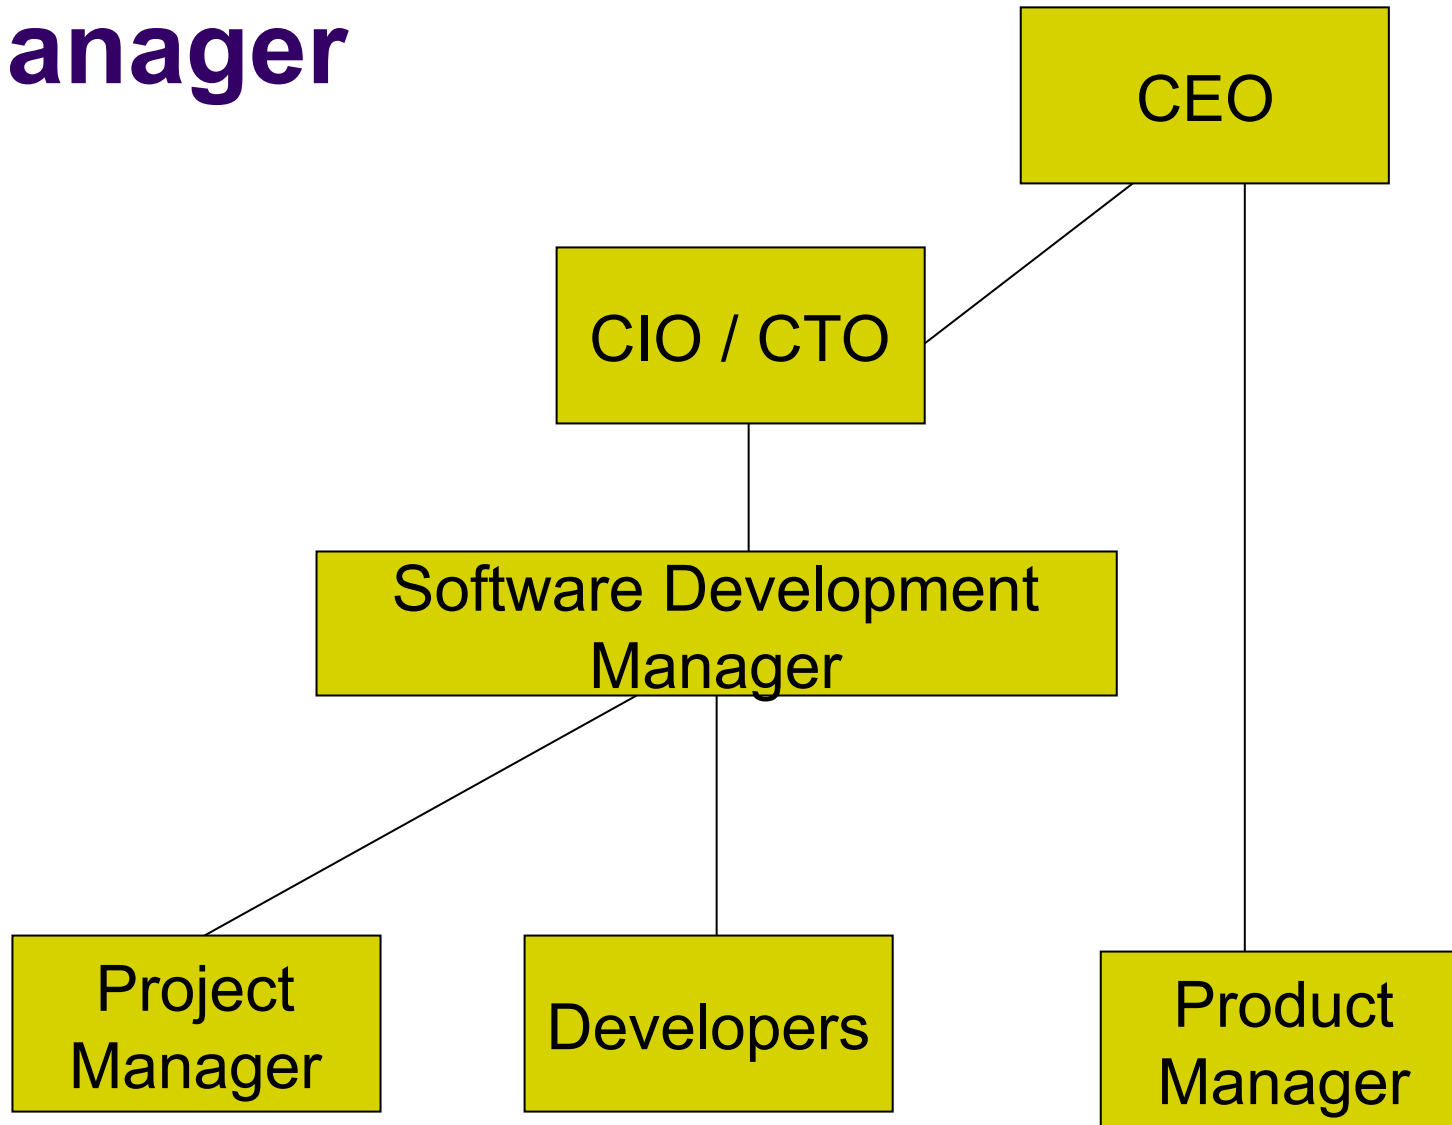 anager
CEO
CIO / CTO
Software Development
Manager
Project
Manager
Developers
Product
Manager